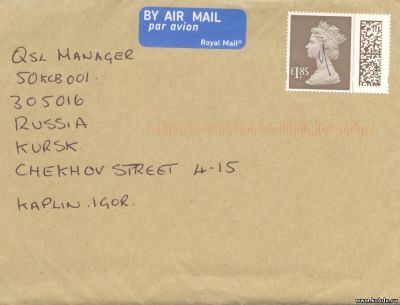 BY AIR MAIL
par avion
Royal Mail®
£1.85
QSL MANAGER
50KCB001.
305016
RUSSIA
KURSK
CHEKHOV STREET 4-15
KAPLIN .IGOR.